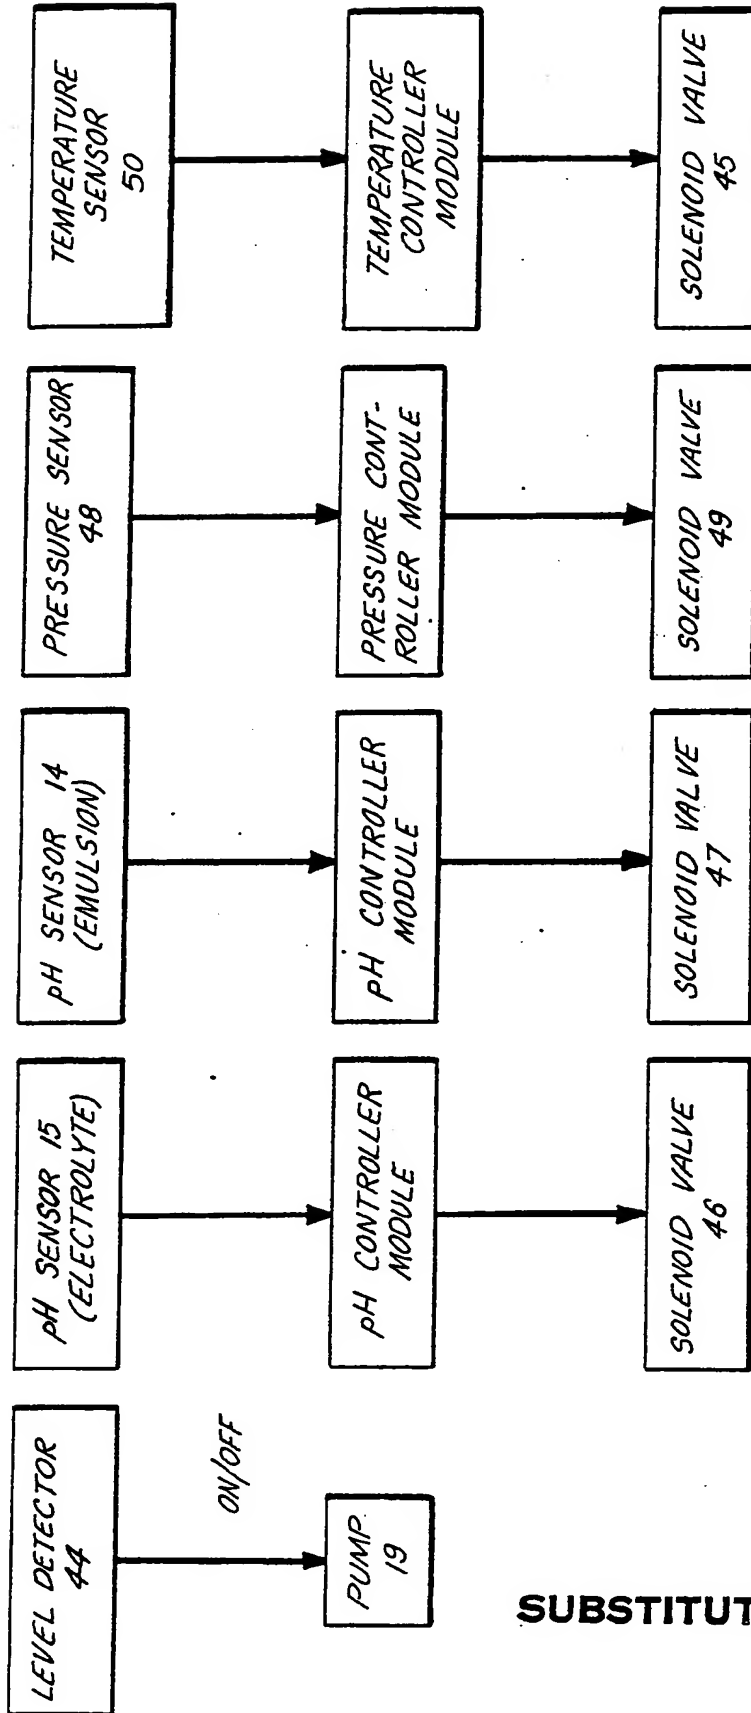 LEVEL DETECTOR
44
ON/OFF
PUMP
19
pH SENSOR 15
(ELECTROLYTE)
pH CONTROLLER
MODULE
SOLENOID VALVE
46
pH SENSOR 14
(EMULSION)
pH CONTROLLER
MODULE
SOLENOID VALVE
47
PRESSURE SENSOR
48
PRESSURE CONT-
ROLLER MODULE
SOLENOID VALVE
49
TEMPERATURE
SENSOR
50
TEMPERATURE
CONTROLLER
MODULE
SOLENOID VALVE
45
SUBSTITUT